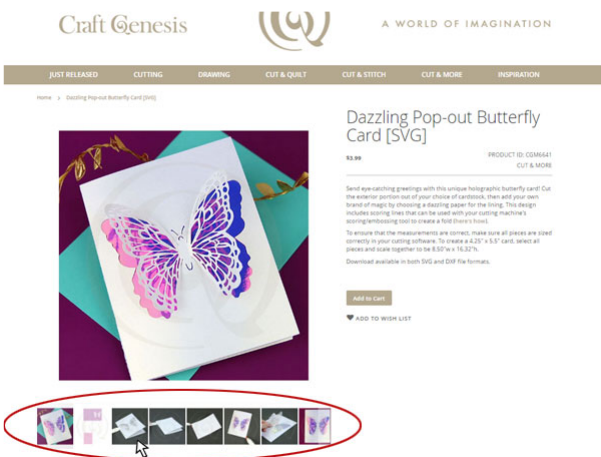 Craft Genesis
A WORLD OF IMAGINATION
JUST RELEASED CUTTING DRAWING CUT & QUILT CUT & STITCH CUT & MORE INSPIRATION
Home > Dazzling Pop-out Butterfly Card [SVG]
Dazzling Pop-out Butterfly
Card [SVG]
$3.99 PRODUCT ID: CGM6641
CUT & MORE
Send eye-catching greetings with this unique holographic butterfly card! Cut
the exterior portion out of your choice of cardstock, then add your own
brand of magic by choosing a dazzling paper for the lining. This design
includes scoring lines that can be used with your cutting machine's
scoring/embossing tool to create a fold (here's how).
To ensure that the measurements are correct, make sure all pieces are sized
correctly in your cutting software. To create a 4.25" x 5.5" card, select all
pieces and scale together to be 8.50"w x 16.32"h.
Download available in both SVG and DXF file formats.
Add to Cart
ADD TO WISH LIST